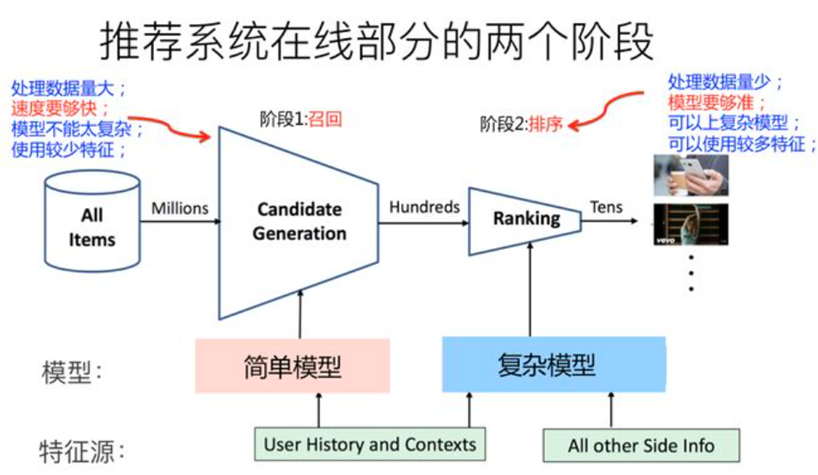 推荐系统在线部分的两个阶段
处理数据量大；
速度要够快；
模型不能太复杂；
使用较少特征；
阶段1:召回
阶段2:排序
处理数据量少；
模型要够准；
可以上复杂模型；
可以使用较多特征；
All
Items
Millions
Candidate
Generation
Hundreds
Ranking
Tens
vevo
模型：
简单模型
复杂模型
特征源：
User History and Contexts
All other Side Info